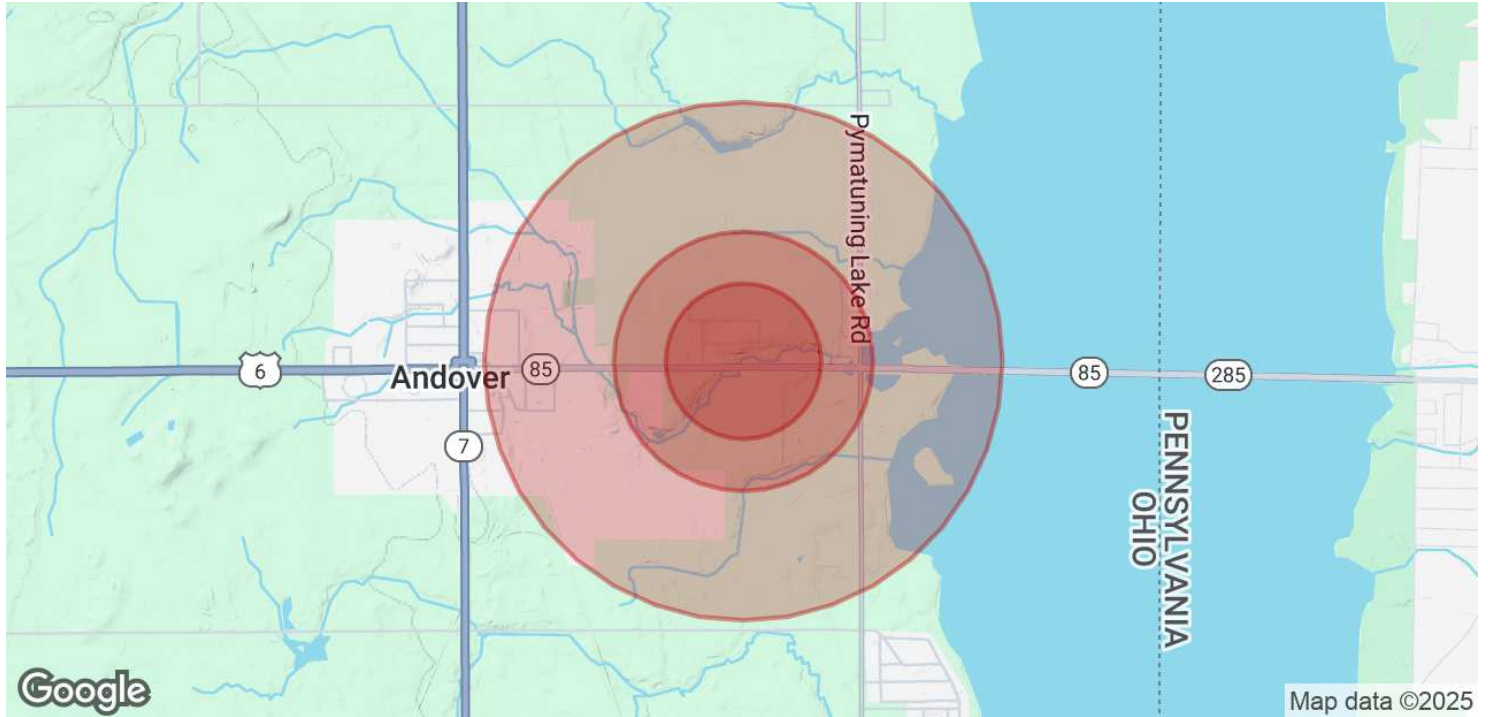 Pymatuning Lake Rd
6
Andover
85
85
285
7
PENNSYLVANIA
OHIO
Google
Map data ©2025